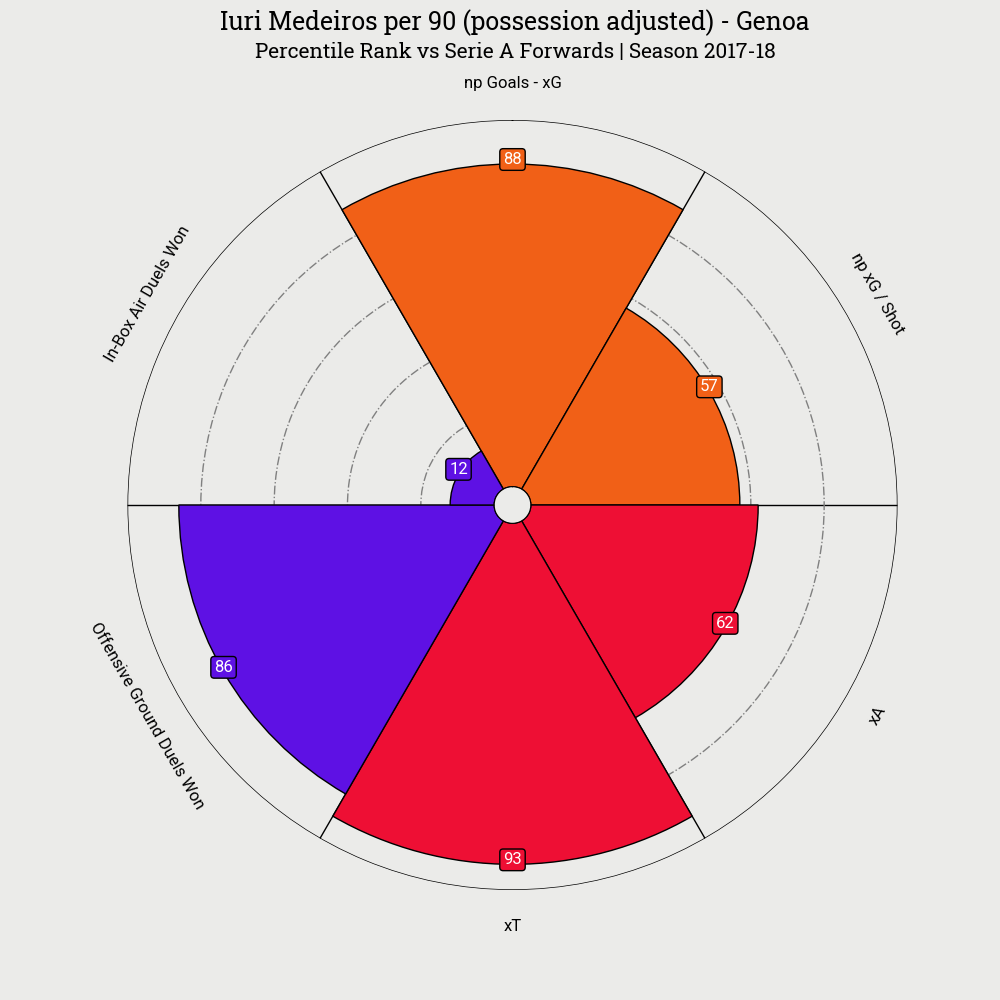 Iuri Medeiros per 90 (possession adjusted) - Genoa
Percentile Rank vs Serie A Forwards | Season 2017-18
np Goals - xG
88
In-Box Air Duels Won
np xG / Shot
57
12
62
86
Offensive Ground Duels Won
xA
93
xT